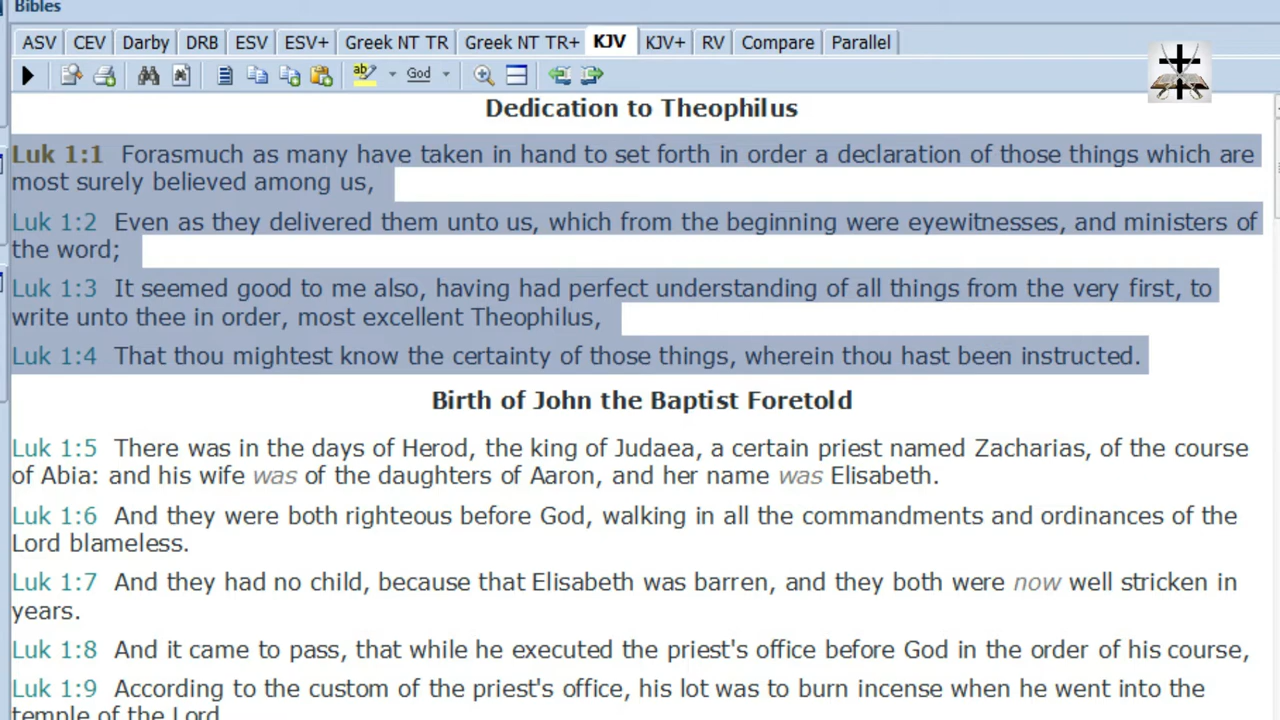 Bibles
ASV CEV Darby DRB ESV ESV+ Greek NT TR Greek NT TR+ KJV KJV+ RV Compare Parallel
ab God
Dedication to Theophilus
Luk 1:1 Forasmuch as many have taken in hand to set forth in order a declaration of those things which are
most surely believed among us,
Luk 1:2 Even as they delivered them unto us, which from the beginning were eyewitnesses, and ministers of
the word;
Luk 1:3 It seemed good to me also, having had perfect understanding of all things from the very first, to
write unto thee in order, most excellent Theophilus,
Luk 1:4 That thou mightest know the certainty of those things, wherein thou hast been instructed.
Birth of John the Baptist Foretold
Luk 1:5 There was in the days of Herod, the king of Judaea, a certain priest named Zacharias, of the course
of Abia: and his wife was of the daughters of Aaron, and her name was Elisabeth.
Luk 1:6 And they were both righteous before God, walking in all the commandments and ordinances of the
Lord blameless.
Luk 1:7 And they had no child, because that Elisabeth was barren, and they both were now well stricken in
years.
Luk 1:8 And it came to pass, that while he executed the priest's office before God in the order of his course,
Luk 1:9 According to the custom of the priest's office, his lot was to burn incense when he went into the
temple of the Lord